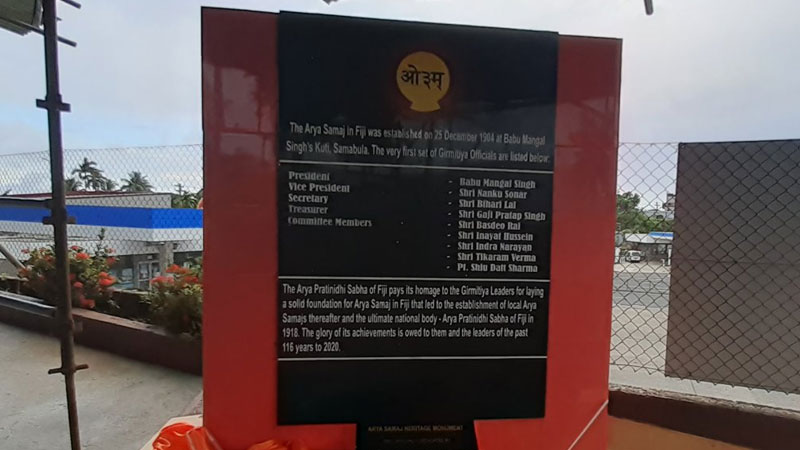 ओ३म्
The Arya Samaj in Fiji was established on 25 December 1904 at Babu Mangal
Singh's Kuti, Samabula. The very first set of Girmitiya Officials are listed below:
President - Babu Mangal Singh
Vice President - Shri Nanku Sonar
Secretary - Shri Bihari Lal
Treasurer - Shri Gaji Pratap Singh
Committee Members - Shri Basdeo Rai
- Shri Inayat Hussein
- Shri Indra Narayan
- Shri Tikaram Verma
- Pt. Shiu Datt Sharma
The Arya Pratinidhi Sabha of Fiji pays its homage to the Girmitiya Leaders for laying
a solid foundation for Arya Samaj in Fiji that led to the establishment of local Arya
Samajs thereafter and the ultimate national body - Arya Pratinidhi Sabha of Fiji in
1918. The glory of its achievements is owed to them and the leaders of the past
116 years to 2020.
ARYA SAMAJ HERITAGE MONUMENT